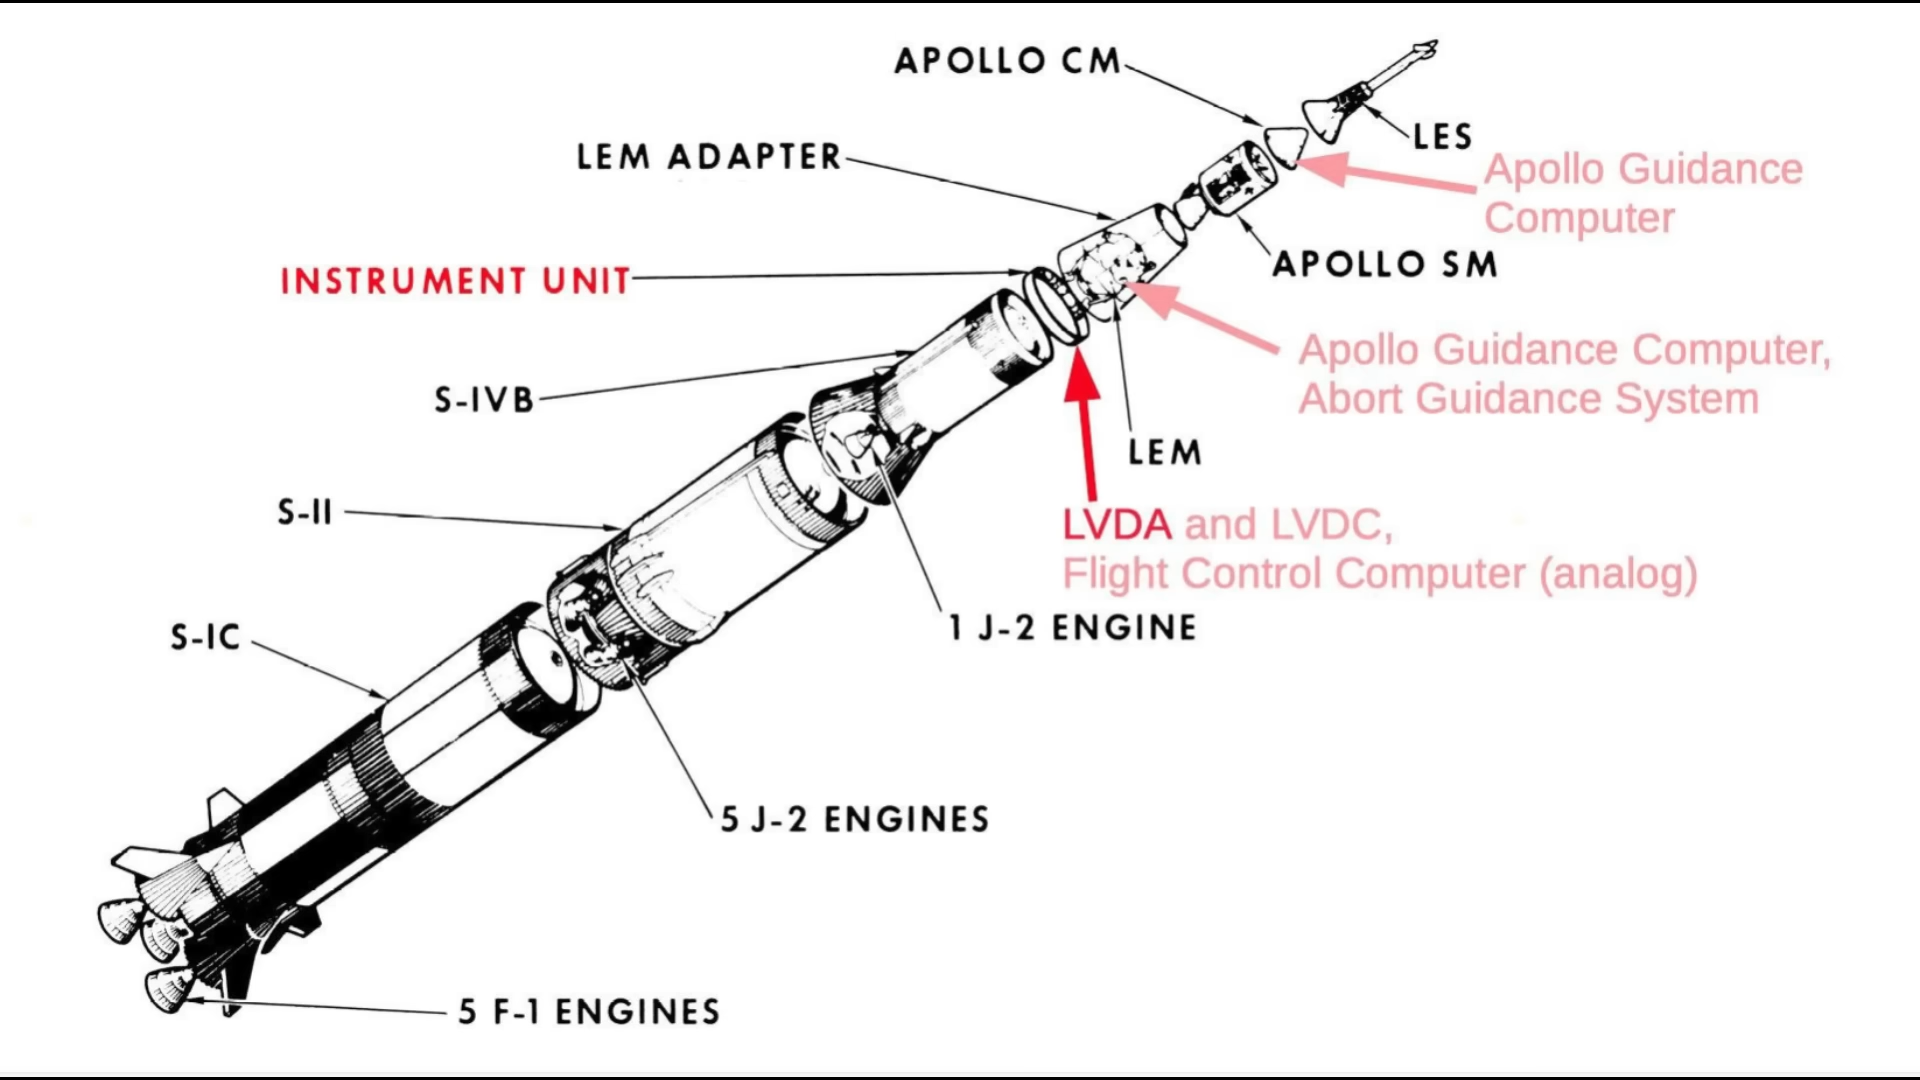 APOLLO CM
LES
LEM ADAPTER
Apollo Guidance
Computer
APOLLO SM
INSTRUMENT UNIT
Apollo Guidance Computer,
Abort Guidance System
S-IVB
LEM
S-II
LVDA and LVDC,
Flight Control Computer (analog)
1 J-2 ENGINE
S-IC
5 J-2 ENGINES
5 F-1 ENGINES